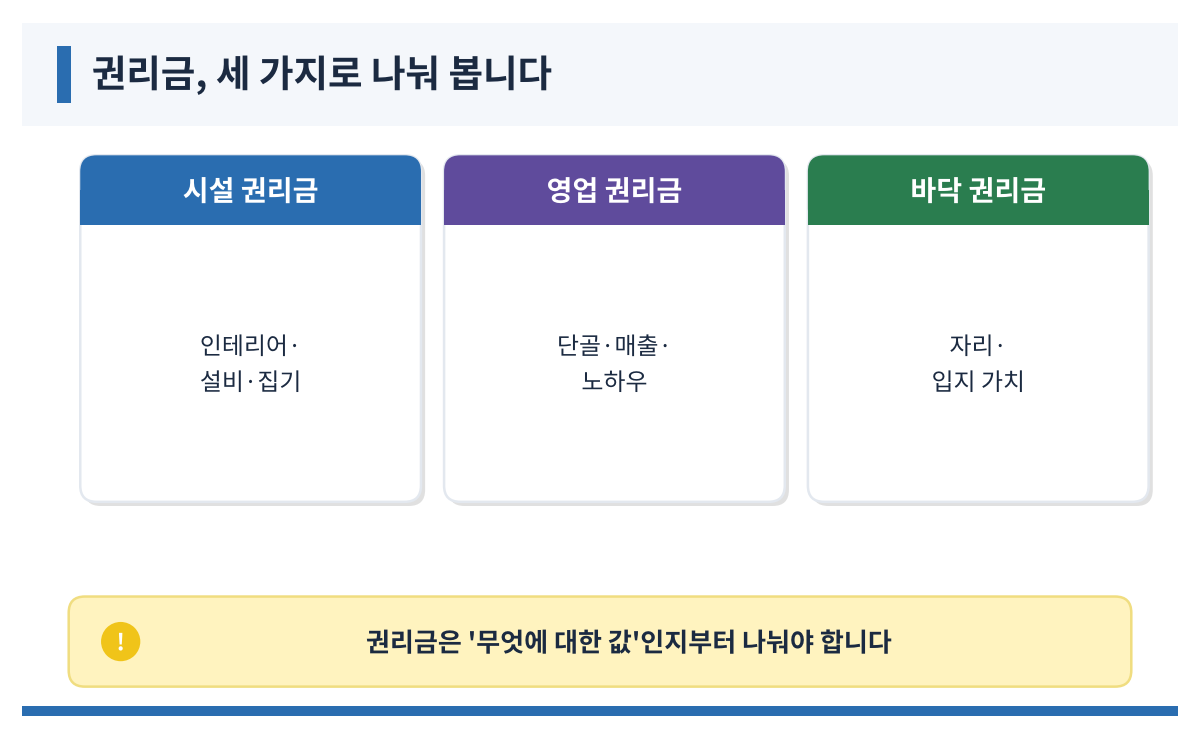 권리금, 세 가지로 나눠 봅니다
시설 권리금
인테리어·
설비·집기
영업 권리금
단골·매출·
노하우
바닥 권리금
자리·
입지 가치
!
권리금은 '무엇에 대한 값'인지부터 나눠야 합니다